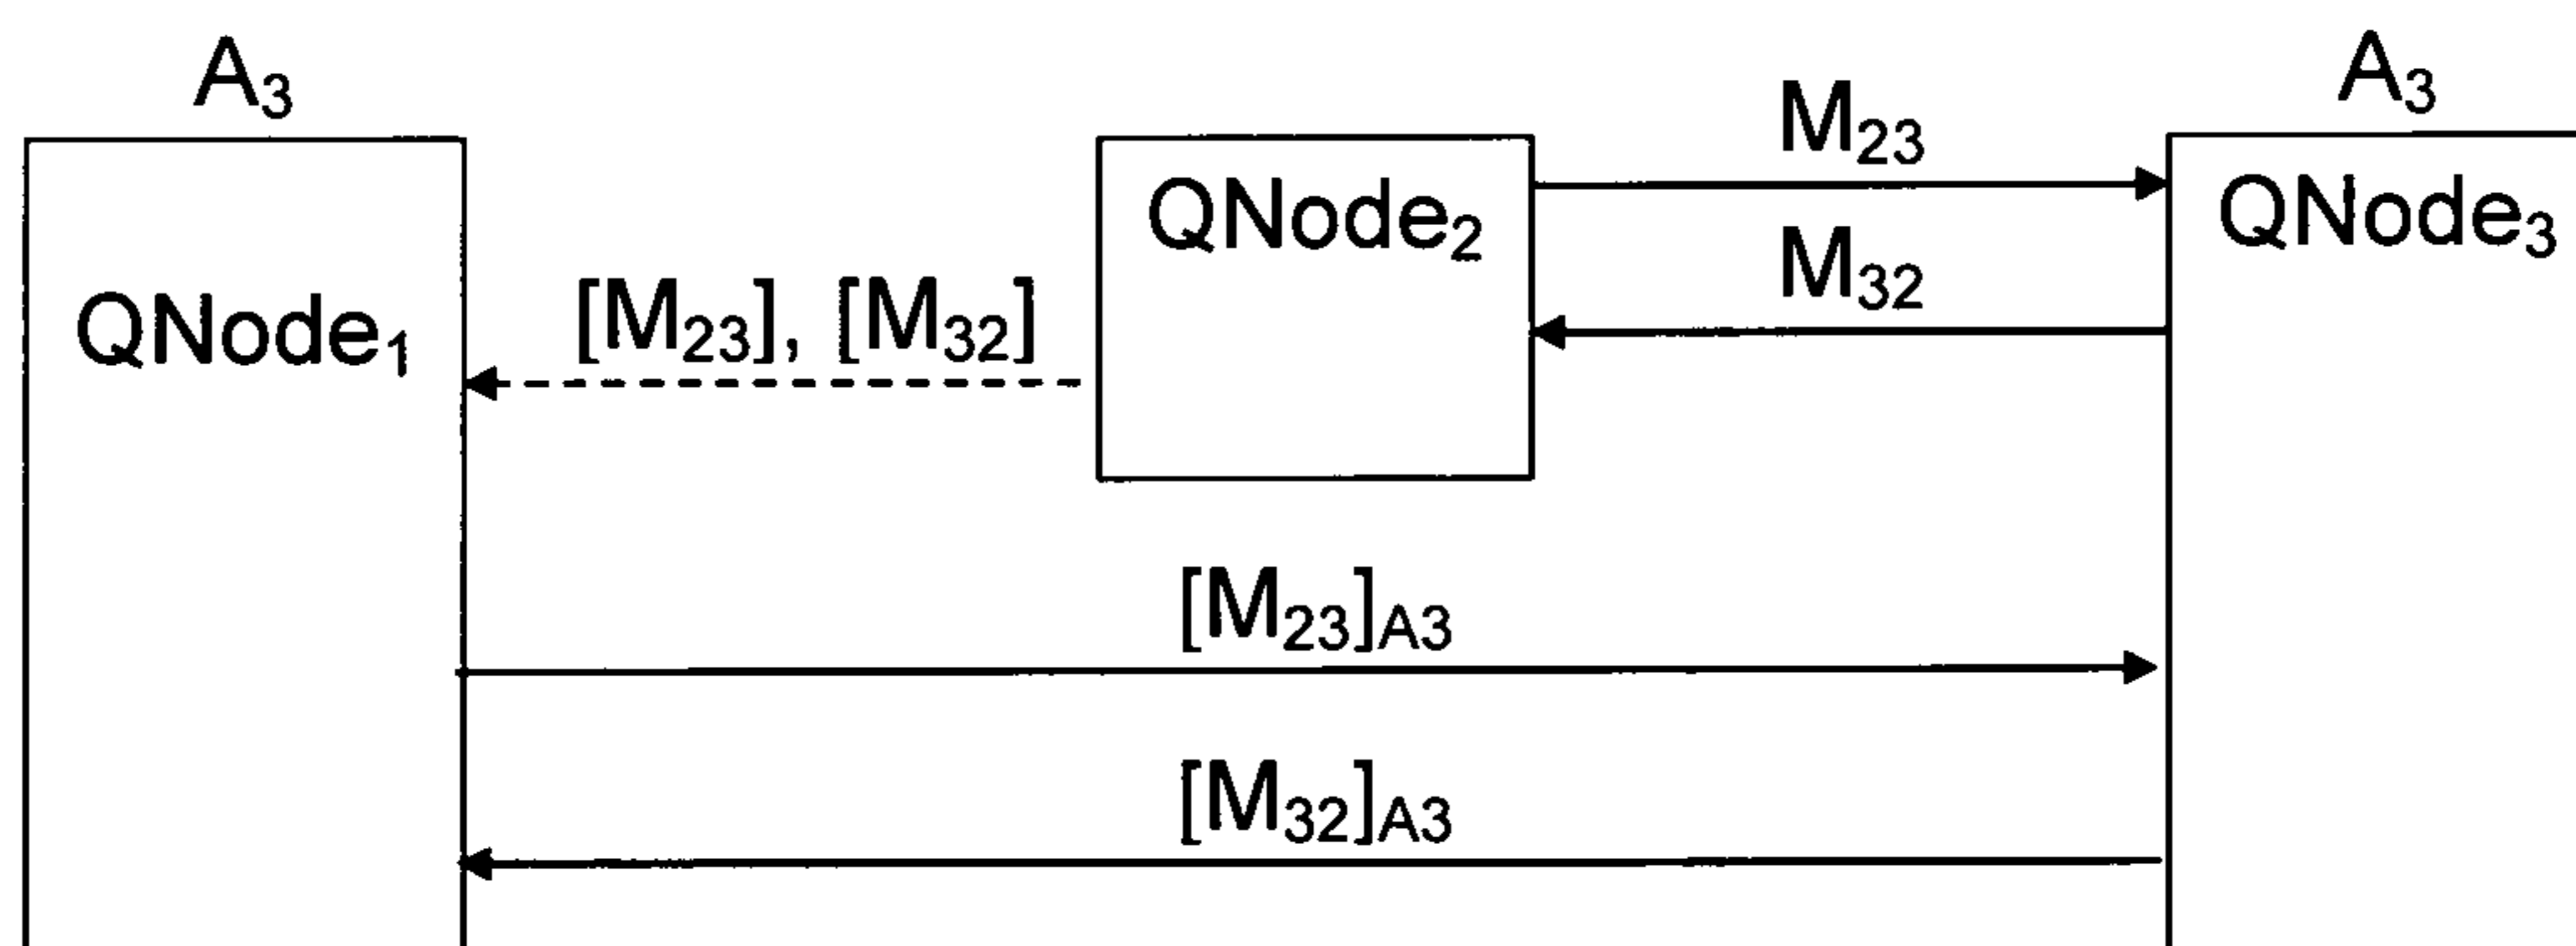 A₃
A₃
M₂₃
QNode₂
QNode₃
M₃₂
QNode₁
[M₂₃], [M₃₂]
[M₂₃]A3
[M₃₂]A3